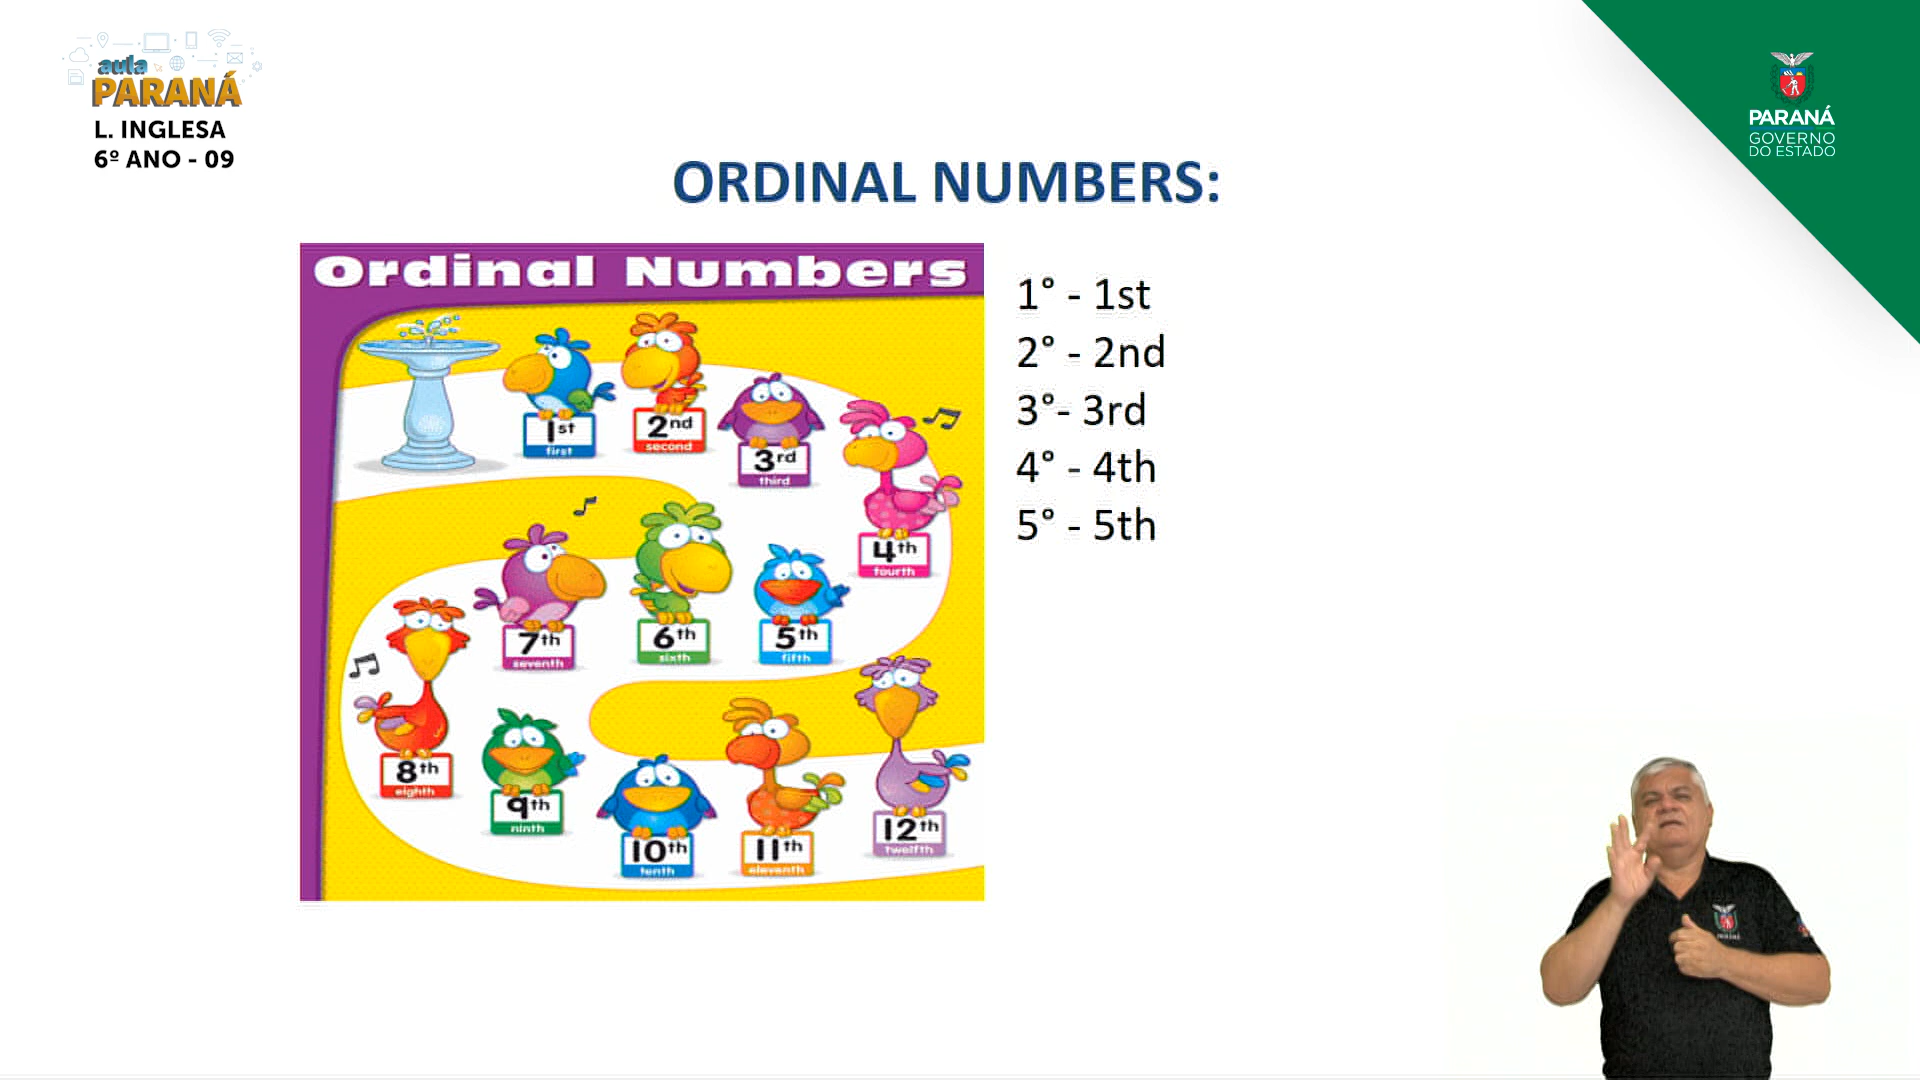 aula
PARANÁ
L. INGLESA
6º ANO - 09
PARANÁ
GOVERNO
DO ESTADO
ORDINAL NUMBERS:
Ordinal Numbers
1st
first
2nd
second
3rd
third
4th
fourth
7th
seventh
6th
sixth
5th
fifth
8th
eighth
9th
ninth
10th
tenth
11th
eleventh
12th
twelfth
1° - 1st
2° - 2nd
3°- 3rd
4° - 4th
5° - 5th